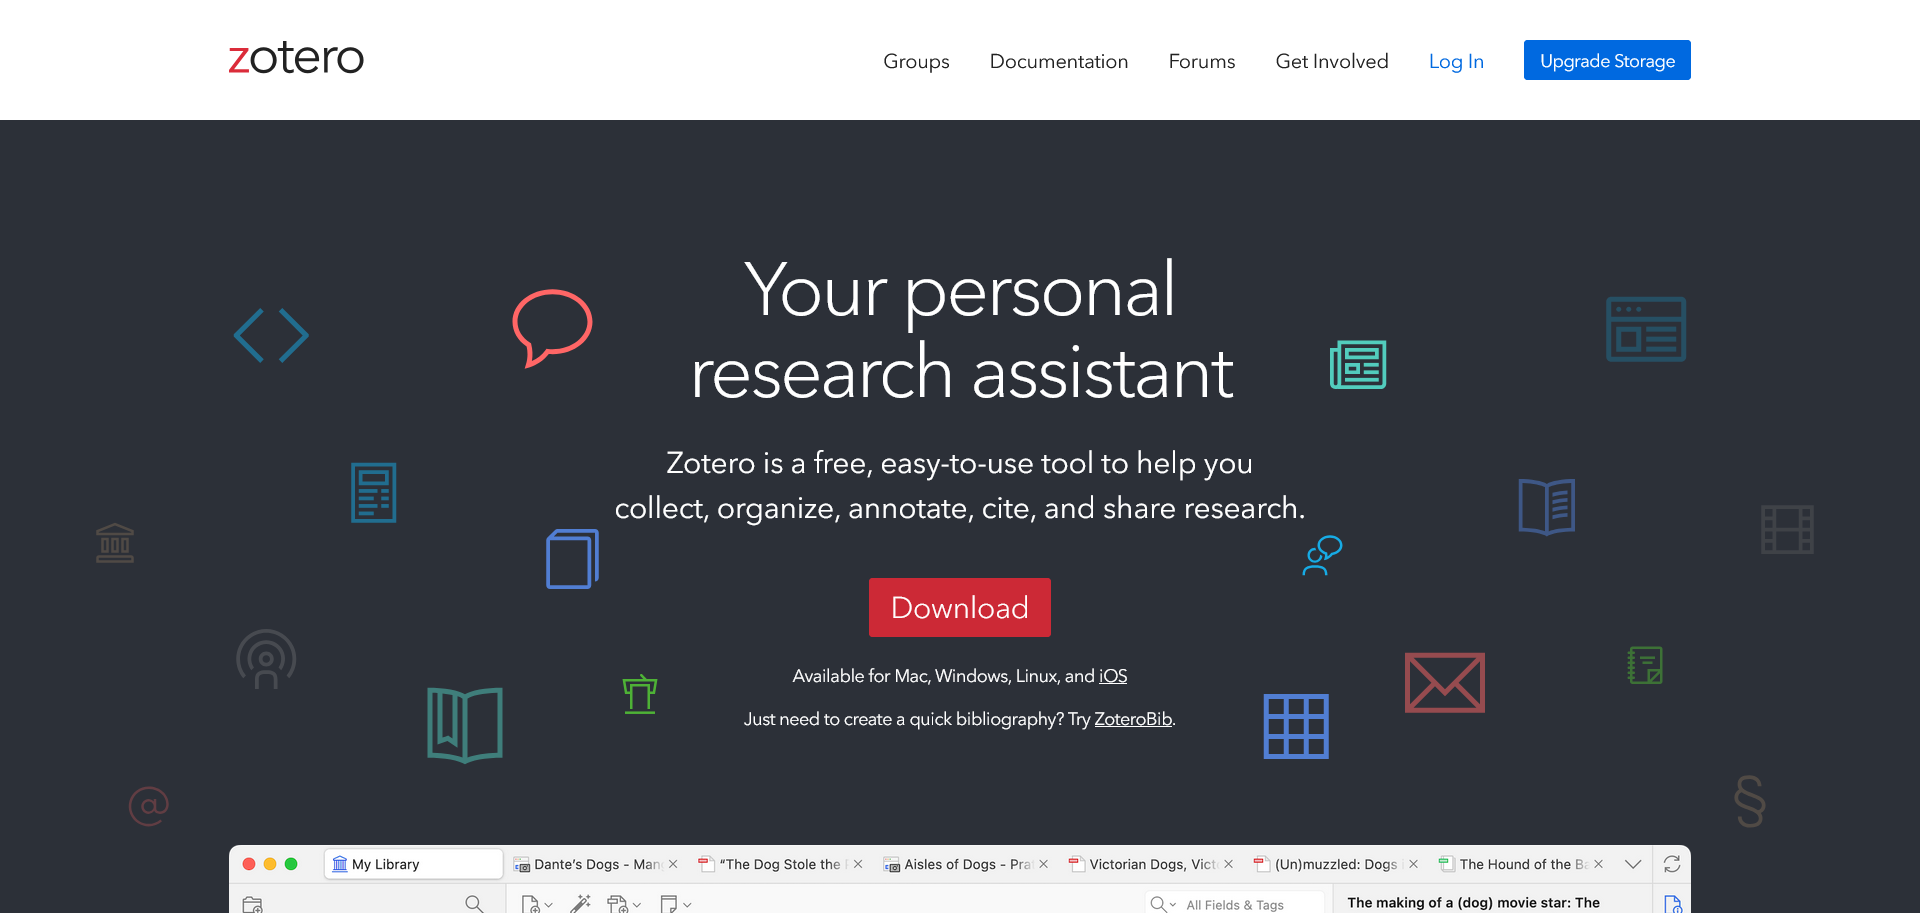 zotero
Groups
Documentation
Forums
Get Involved
Log In
Upgrade Storage
Your personal
research assistant
Zotero is a free, easy-to-use tool to help you
collect, organize, annotate, cite, and share research.
Download
Available for Mac, Windows, Linux, and iOS
Just need to create a quick bibliography? Try ZoteroBib.
@
§
My Library
Dante's Dogs - Man
"The Dog Stole the
Aisles of Dogs - Prat
Victorian Dogs, Vict
(Un)muzzled: Dogs
The Hound of the Ba
All Fields & Tags
The making of a (dog) movie star: The